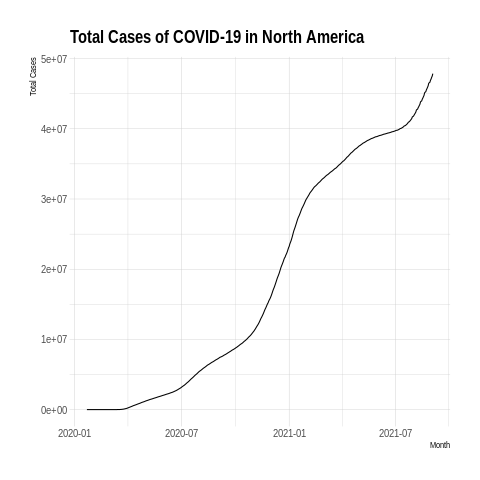 Total Cases of COVID-19 in North America
Total Cases
5e+07
4e+07
3e+07
2e+07
1e+07
0e+00
2020-01 2020-07 2021-01 2021-07
Month